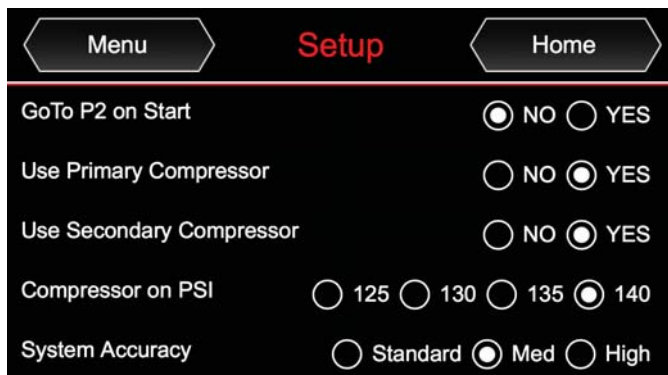 Menu Setup Home
GoTo P2 on Start NO YES
Use Primary Compressor NO YES
Use Secondary Compressor NO YES
Compressor on PSI 125 130 135 140
System Accuracy Standard Med High